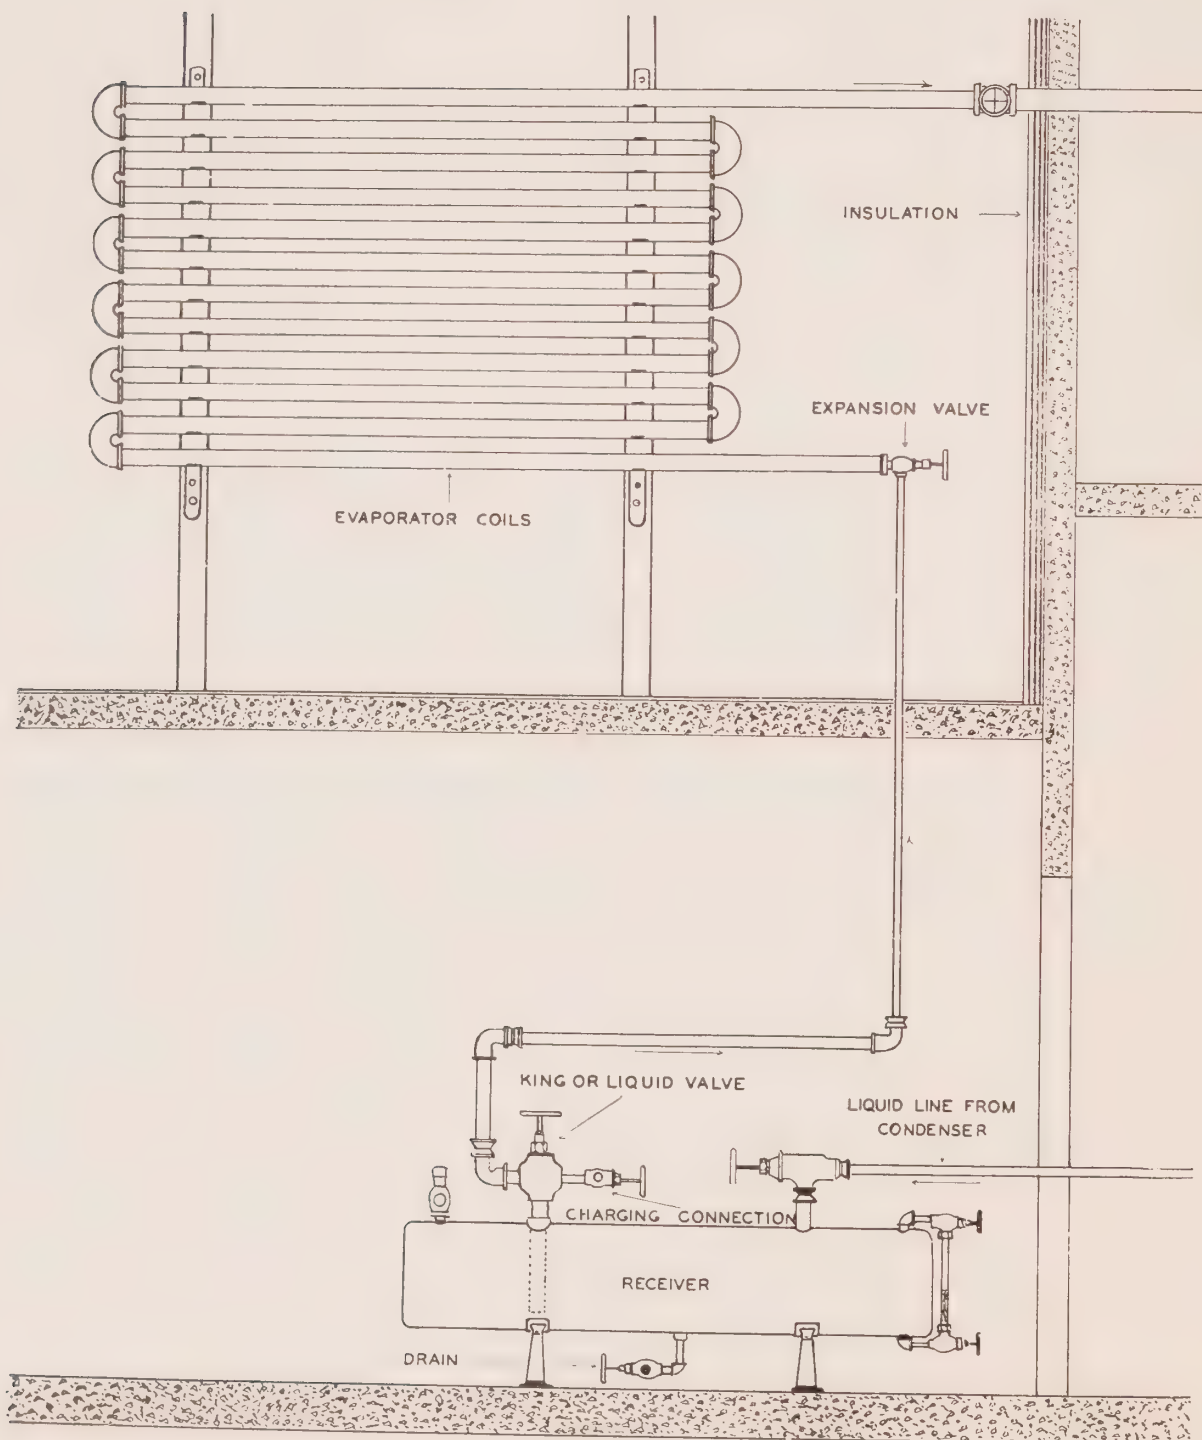 INSULATION
EXPANSION VALVE
EVAPORATOR COILS
KING OR LIQUID VALVE
LIQUID LINE FROM
CONDENSER
CHARGING CONNECTION
RECEIVER
DRAIN